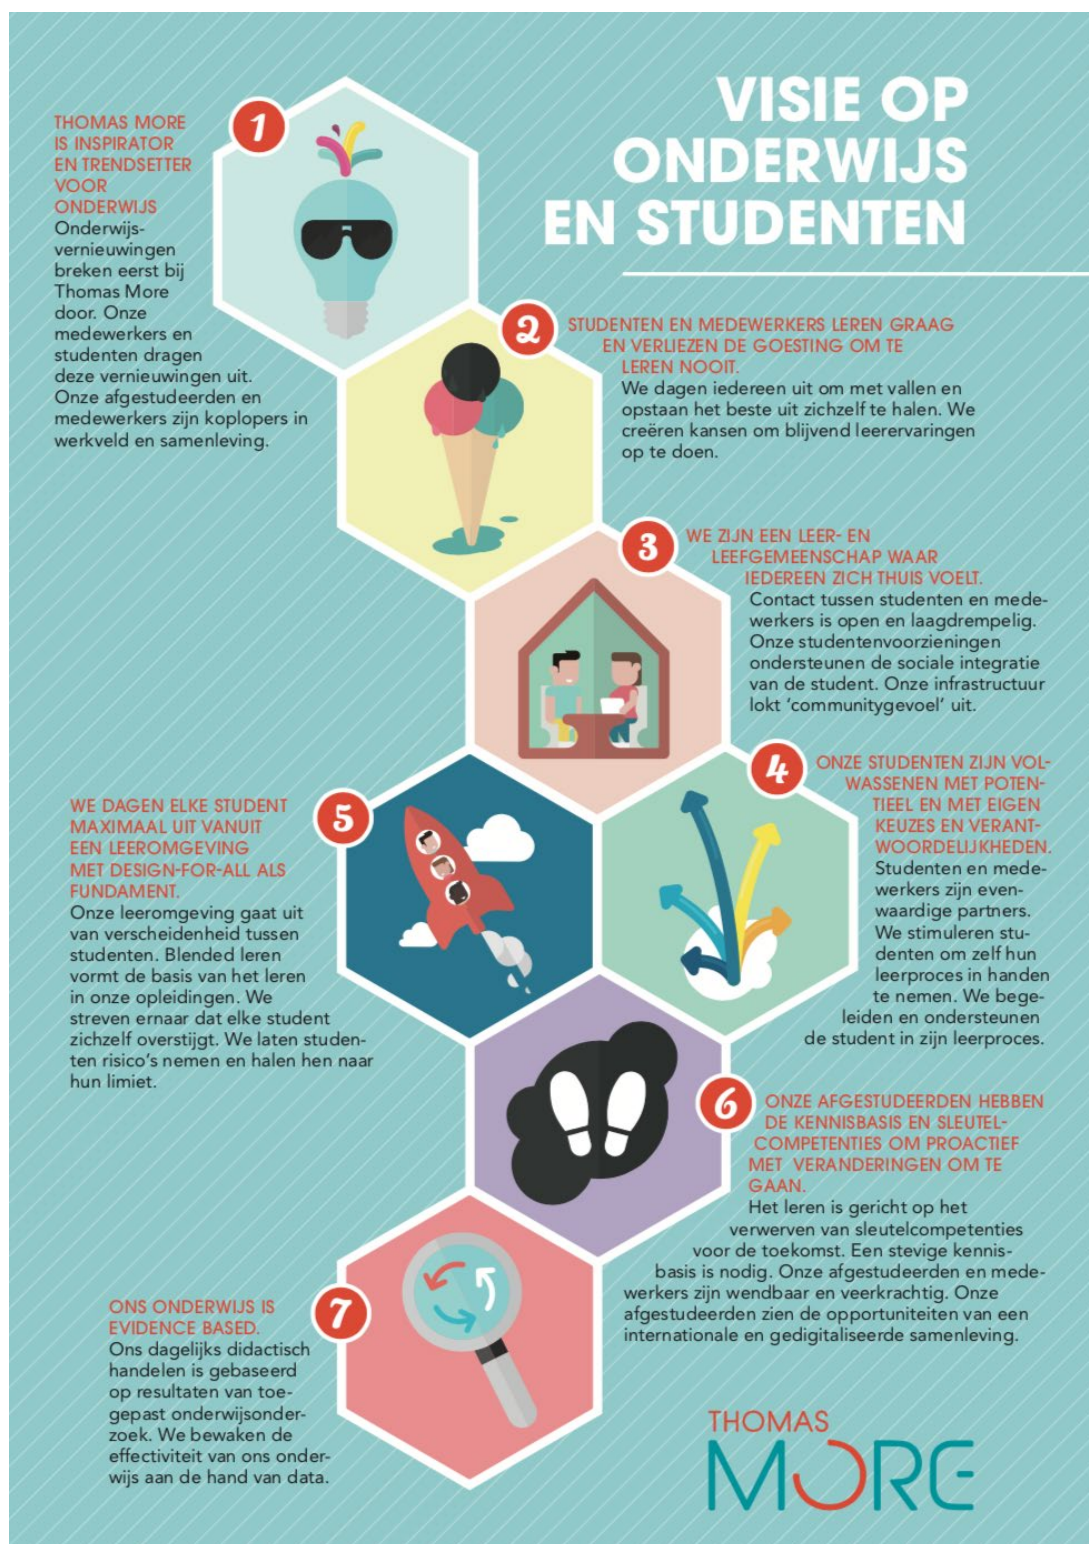 VISIE OP
ONDERWIJS
EN STUDENTEN
1
THOMAS MORE
IS INSPIRATOR
EN TRENDSETTER
VOOR
ONDERWIJS
Onderwijs-
vernieuwingen
breken eerst bij
Thomas More
door. Onze
medewerkers en
studenten dragen
deze vernieuwingen uit.
Onze afgestudeerden en
medewerkers zijn koplopers in
werkveld en samenleving.
2
STUDENTEN EN MEDEWERKERS LEREN GRAAG
EN VERLIEZEN DE GOESTING OM TE
LEREN NOOIT.
We dagen iedereen uit om met vallen en
opstaan het beste uit zichzelf te halen. We
creëren kansen om blijvend leerervaringen
op te doen.
3
WE ZIJN EEN LEER- EN
LEEFGEMEENSCHAP WAAR
IEDEREEN ZICH THUIS VOELT.
Contact tussen studenten en mede-
werkers is open en laagdrempelig.
Onze studentenvoorzieningen
ondersteunen de sociale integratie
van de student. Onze infrastructuur
lokt ‘communitygevoel’ uit.
4
ONZE STUDENTEN ZIJN VOL-
WASSENEN MET POTEN-
TIEEL EN MET EIGEN
KEUZES EN VERANT-
WOORDELIJKHEDEN.
Studenten en mede-
werkers zijn even-
waardige partners.
We stimuleren stu-
denten om zelf hun
leerproces in handen
te nemen. We bege-
leiden en ondersteunen
de student in zijn leerproces.
5
WE DAGEN ELKE STUDENT
MAXIMAAL UIT VANUIT
EEN LEEROMGEVING
MET DESIGN-FOR-ALL ALS
FUNDAMENT.
Onze leeromgeving gaat uit
van verscheidenheid tussen
studenten. Blended leren
vormt de basis van het leren
in onze opleidingen. We
streven ernaar dat elke student
zichzelf overstijgt. We laten studen-
ten risico’s nemen en halen hen naar
hun limiet.
6
ONZE AFGESTUDEERDEN HEBBEN
DE KENNISBASIS EN SLEUTEL-
COMPETENTIES OM PROACTIEF
MET VERANDERINGEN OM TE
GAAN.
Het leren is gericht op het
verwerven van sleutelcompetenties
voor de toekomst. Een stevige kennis-
basis is nodig. Onze afgestudeerden en mede-
werkers zijn wendbaar en veerkrachtig. Onze
afgestudeerden zien de opportuniteiten van een
internationale en gedigitaliseerde samenleving.
7
ONS ONDERWIJS IS
EVIDENCE BASED.
Ons dagelijks didactisch
handelen is gebaseerd
op resultaten van toe-
gepast onderwijsonder-
zoek. We bewaken de
effectiviteit van ons onder-
wijs aan de hand van data.
THOMAS
MORE